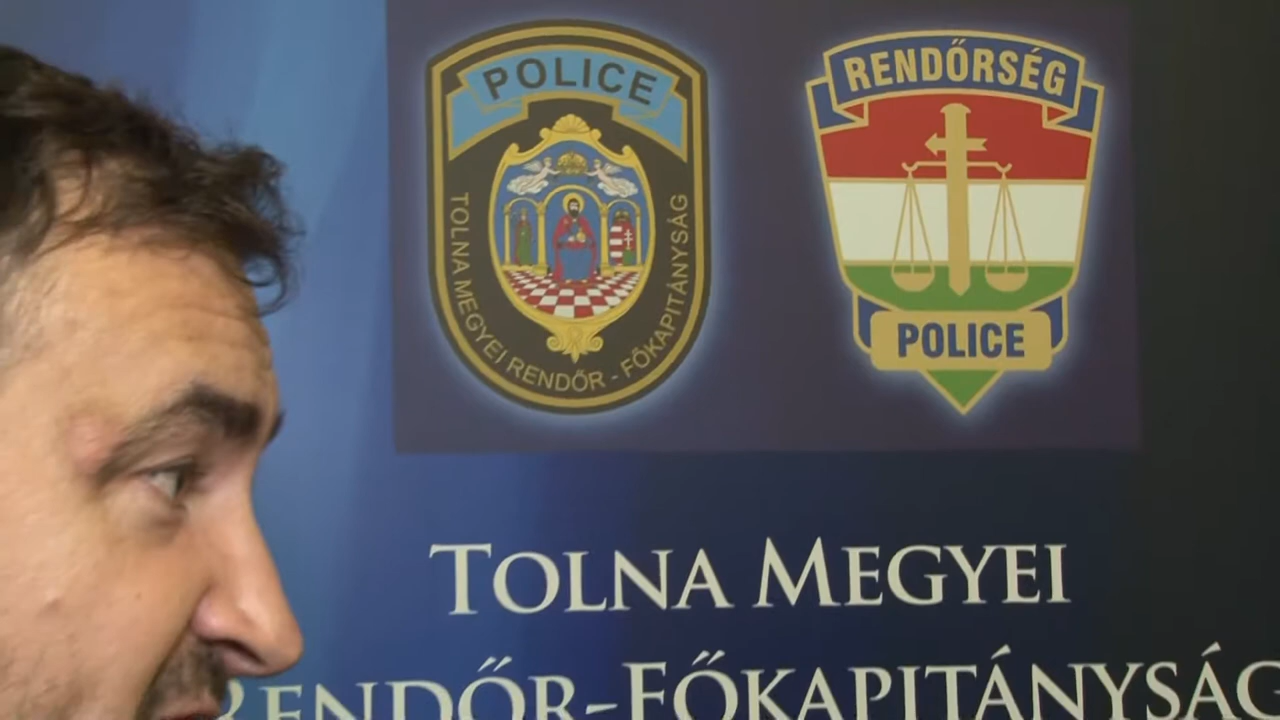 POLICE
TOLNA MEGYEI RENDŐR - FŐKAPITÁNYSÁG
RENDŐRSÉG
POLICE
TOLNA MEGYEI
RENDŐR-FŐKAPITÁNYSÁG